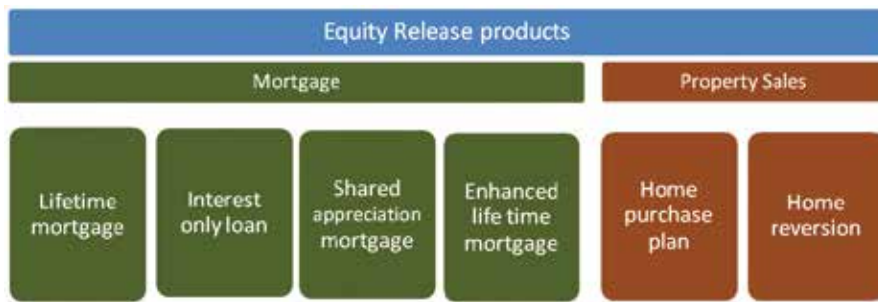 Equity Release products
Mortgage
Property Sales
Lifetime
mortgage
Interest
only loan
Shared
appreciation
mortgage
Enhanced
life time
mortgage
Home
purchase
plan
Home
reversion